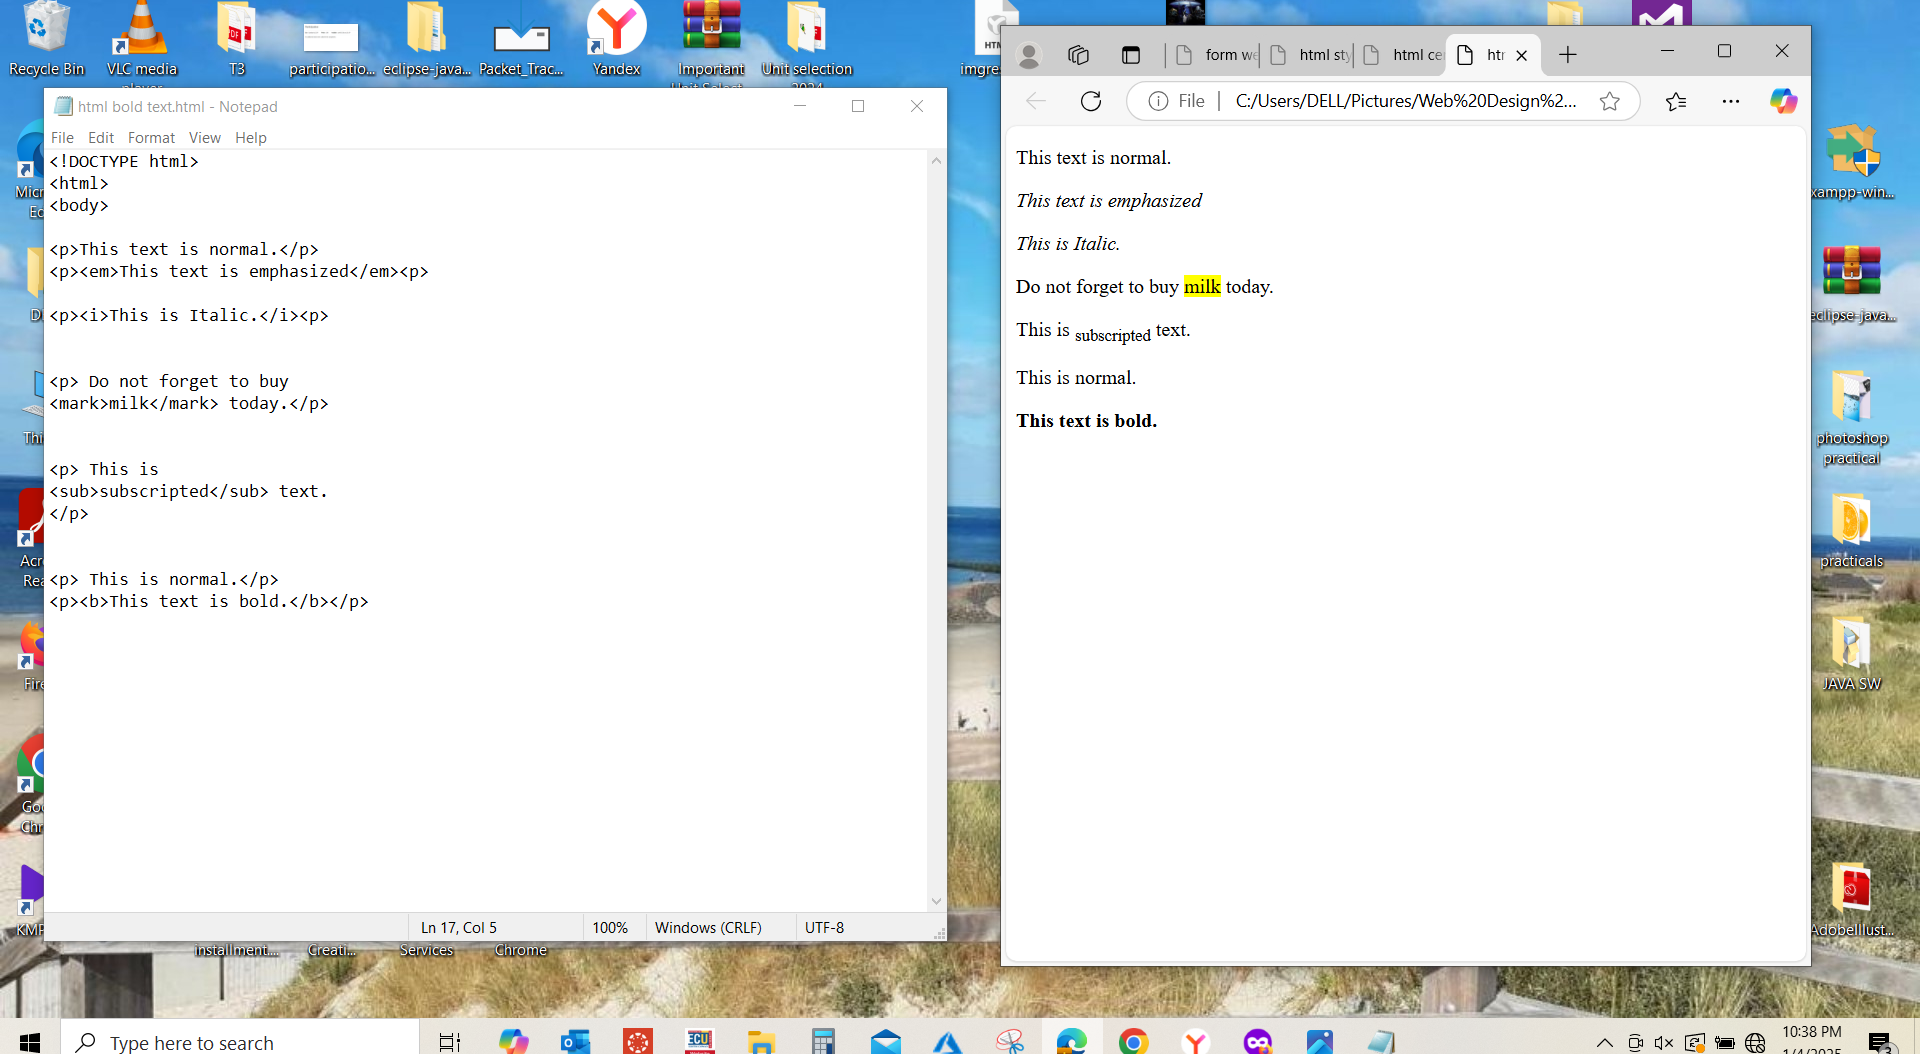 Recycle Bin
VLC media
T3
participatio...
eclipse-java...
Packet_Trac...
Yandex
Important
Unit selection
html bold text.html - Notepad
File Edit Format View Help
<!DOCTYPE html>
<html>
<body>
<p>This text is normal.</p>
<p><em>This text is emphasized</em><p>
<p><i>This is Italic.</i><p>
<p> Do not forget to buy
<mark>milk</mark> today.</p>
<p> This is
<sub>subscripted</sub> text.
</p>
<p> This is normal.</p>
<p><b>This text is bold.</b></p>
Ln 17, Col 5
100%
Windows (CRLF)
UTF-8
installment....
Creati...
Services
Chrome
form we
html sty
html ce
File
C:/Users/DELL/Pictures/Web%20Design%2...
This text is normal.
This text is emphasized
This is Italic.
Do not forget to buy milk today.
This is subscripted text.
This is normal.
This text is bold.
xampp-win...
eclipse-java...
photoshop
practical
practicals
JAVA SW
AdobeIllust...
Type here to search
ECU
10:38 PM